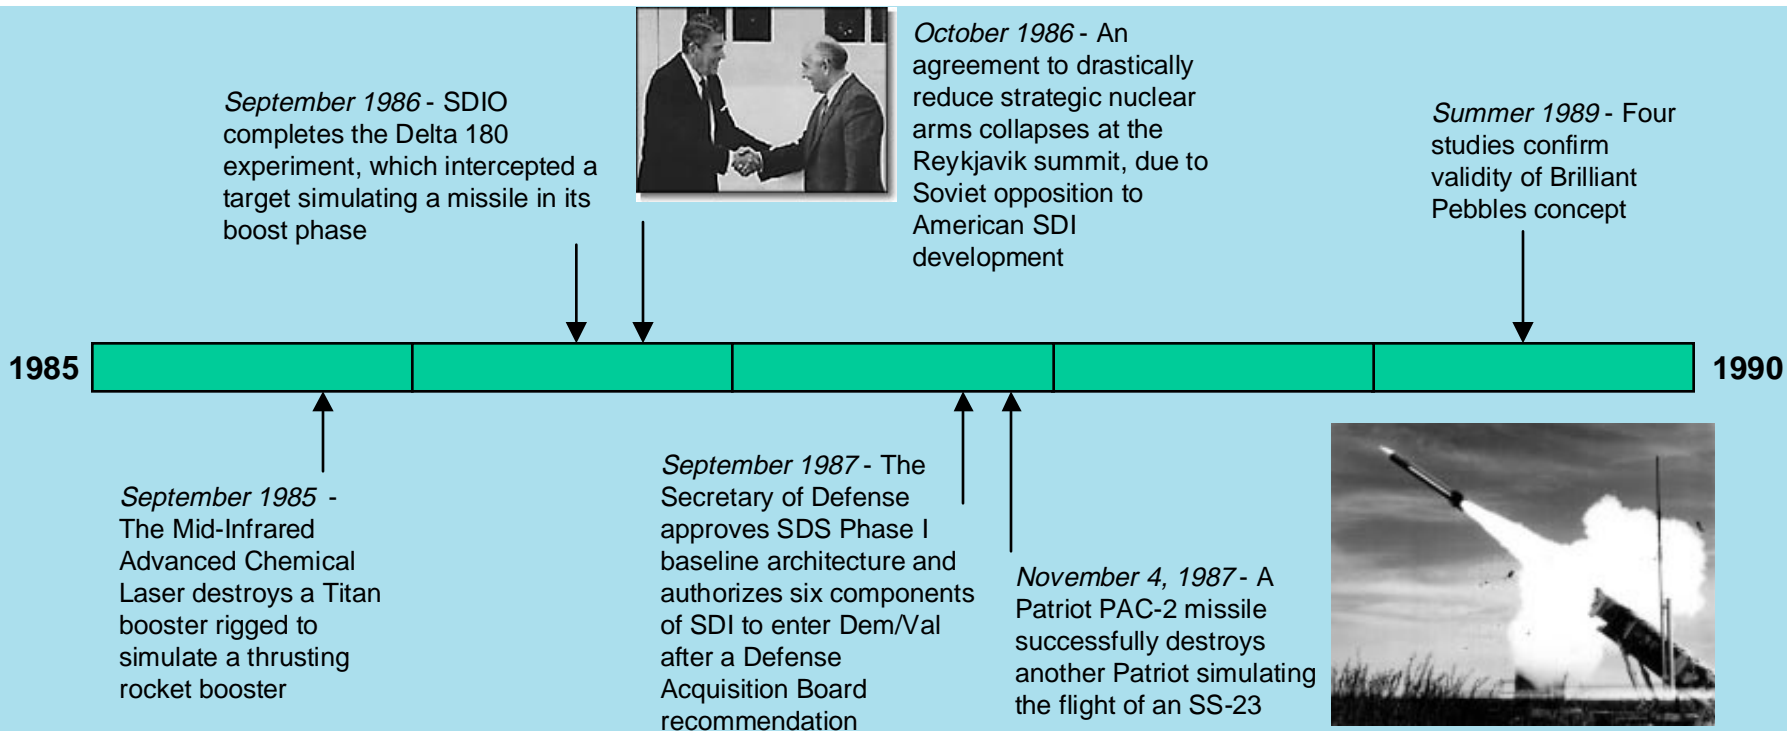 September 1986 - SDIO
completes the Delta 180
experiment, which intercepted a
target simulating a missile in its
boost phase
October 1986 - An
agreement to drastically
reduce strategic nuclear
arms collapses at the
Reykjavik summit, due to
Soviet opposition to
American SDI
development
Summer 1989 - Four
studies confirm
validity of Brilliant
Pebbles concept
1985
1990
September 1985 -
The Mid-Infrared
Advanced Chemical
Laser destroys a Titan
booster rigged to
simulate a thrusting
rocket booster
September 1987 - The
Secretary of Defense
approves SDS Phase I
baseline architecture and
authorizes six components
of SDI to enter Dem/Val
after a Defense
Acquisition Board
recommendation
November 4, 1987 - A
Patriot PAC-2 missile
successfully destroys
another Patriot simulating
the flight of an SS-23